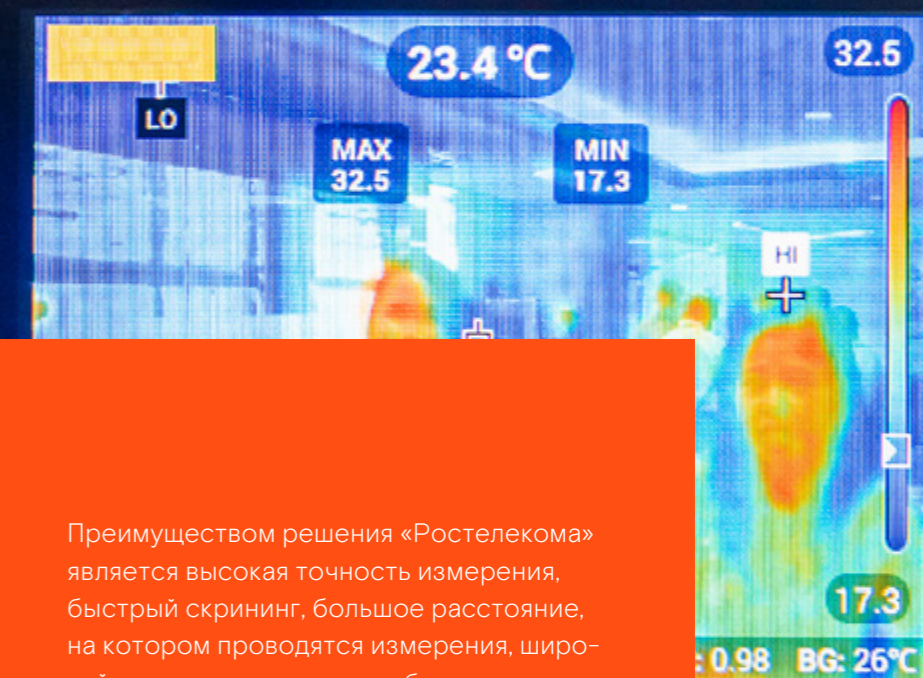 23.4 °C
32.5
LO
MAX
32.5
MIN
17.3
HI
Преимуществом решения «Ростелекома»
является высокая точность измерения,
быстрый скрининг, большое расстояние,
на котором проводятся измерения, широ-
17.3
: 0.98 BG: 26°C